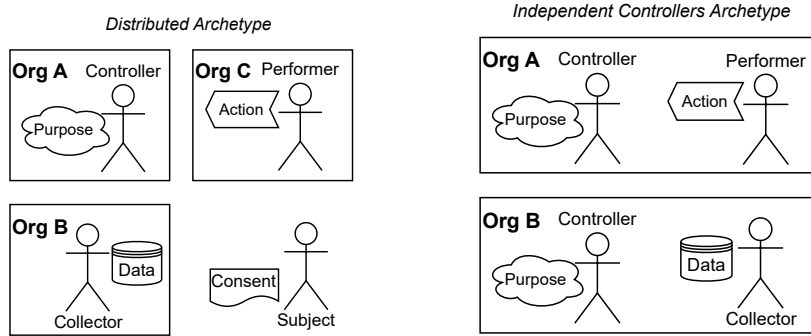 Distributed Archetype
Org A Controller
Purpose
Org C Performer
Action
Org B
Data
Collector
Consent
Subject
Independent Controllers Archetype
Org A Controller
Performer
Purpose
Action
Org B Controller
Purpose
Data
Collector